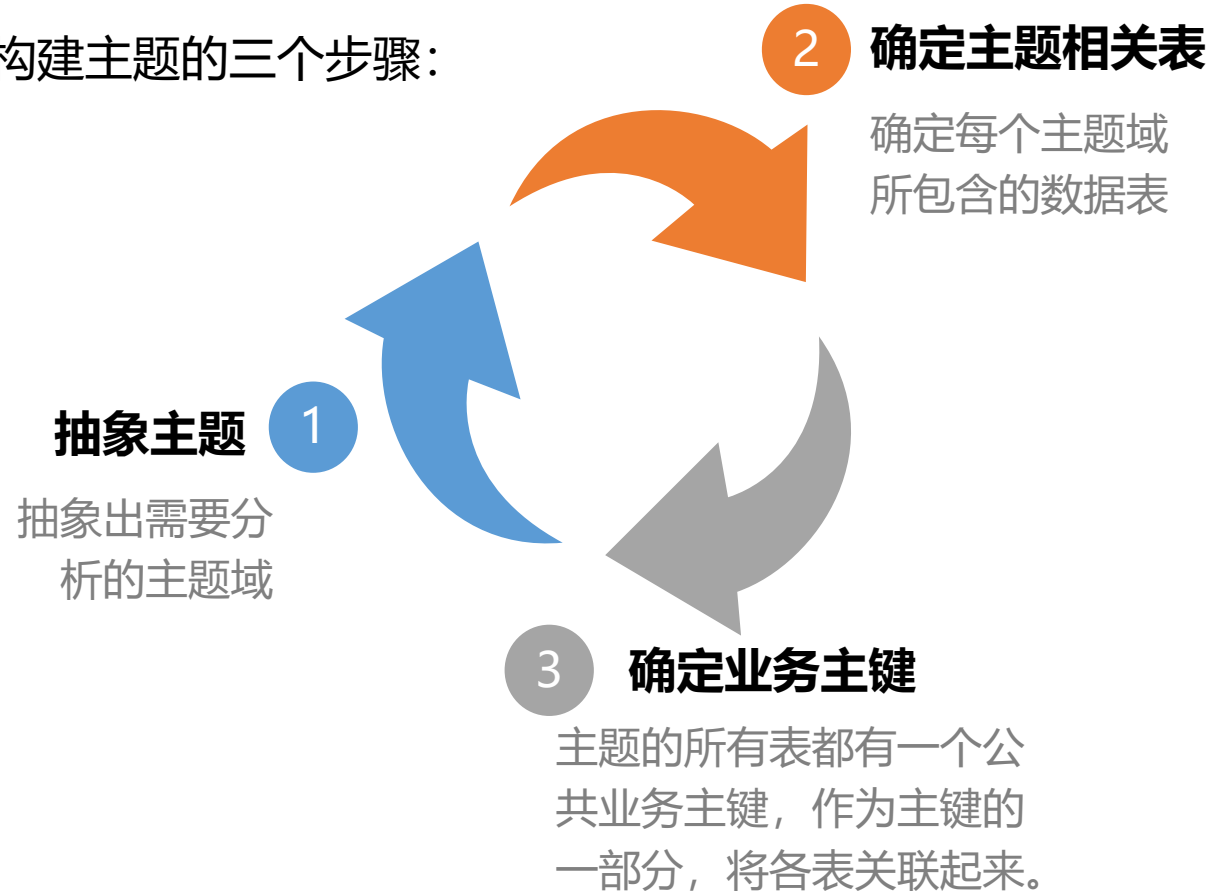 构建主题的三个步骤：
2
确定主题相关表
确定每个主题域
所包含的数据表
抽象主题
1
抽象出需要分
析的主题域
3
确定业务主键
主题的所有表都有一个公
共业务主键，作为主键的
一部分，将各表关联起来。